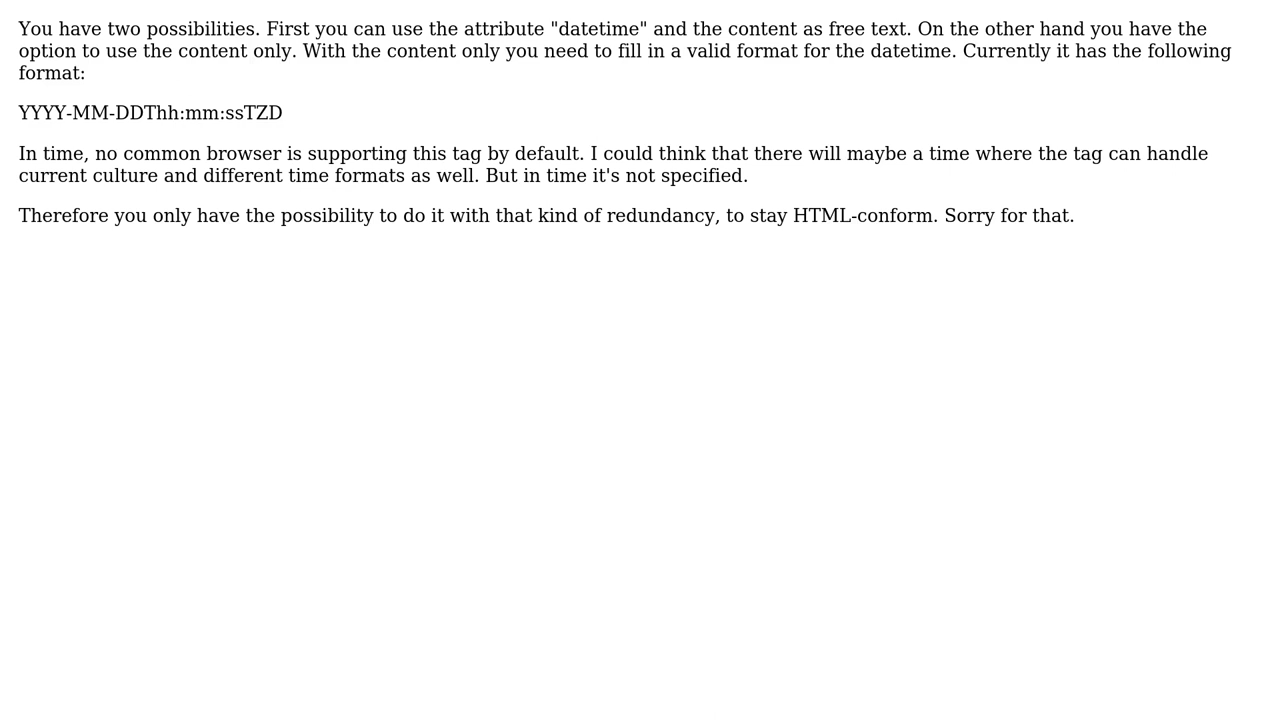 You have two possibilities. First you can use the attribute "datetime" and the content as free text. On the other hand you have the
option to use the content only. With the content only you need to fill in a valid format for the datetime. Currently it has the following
format:
YYYY-MM-DDThh:mm:ssTZD
In time, no common browser is supporting this tag by default. I could think that there will maybe a time where the tag can handle
current culture and different time formats as well. But in time it's not specified.
Therefore you only have the possibility to do it with that kind of redundancy, to stay HTML-conform. Sorry for that.